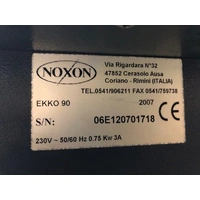 NOXON
Via Rigardara N°32
47852 Cerasolo Ausa
Coriano - Rimini (ITALIA)
TEL.0541/906211 FAX 0541/759738
EKKO 90
2007
S/N: 06E120701718
230V ~ 50/60 Hz 0.75 Kw 3A